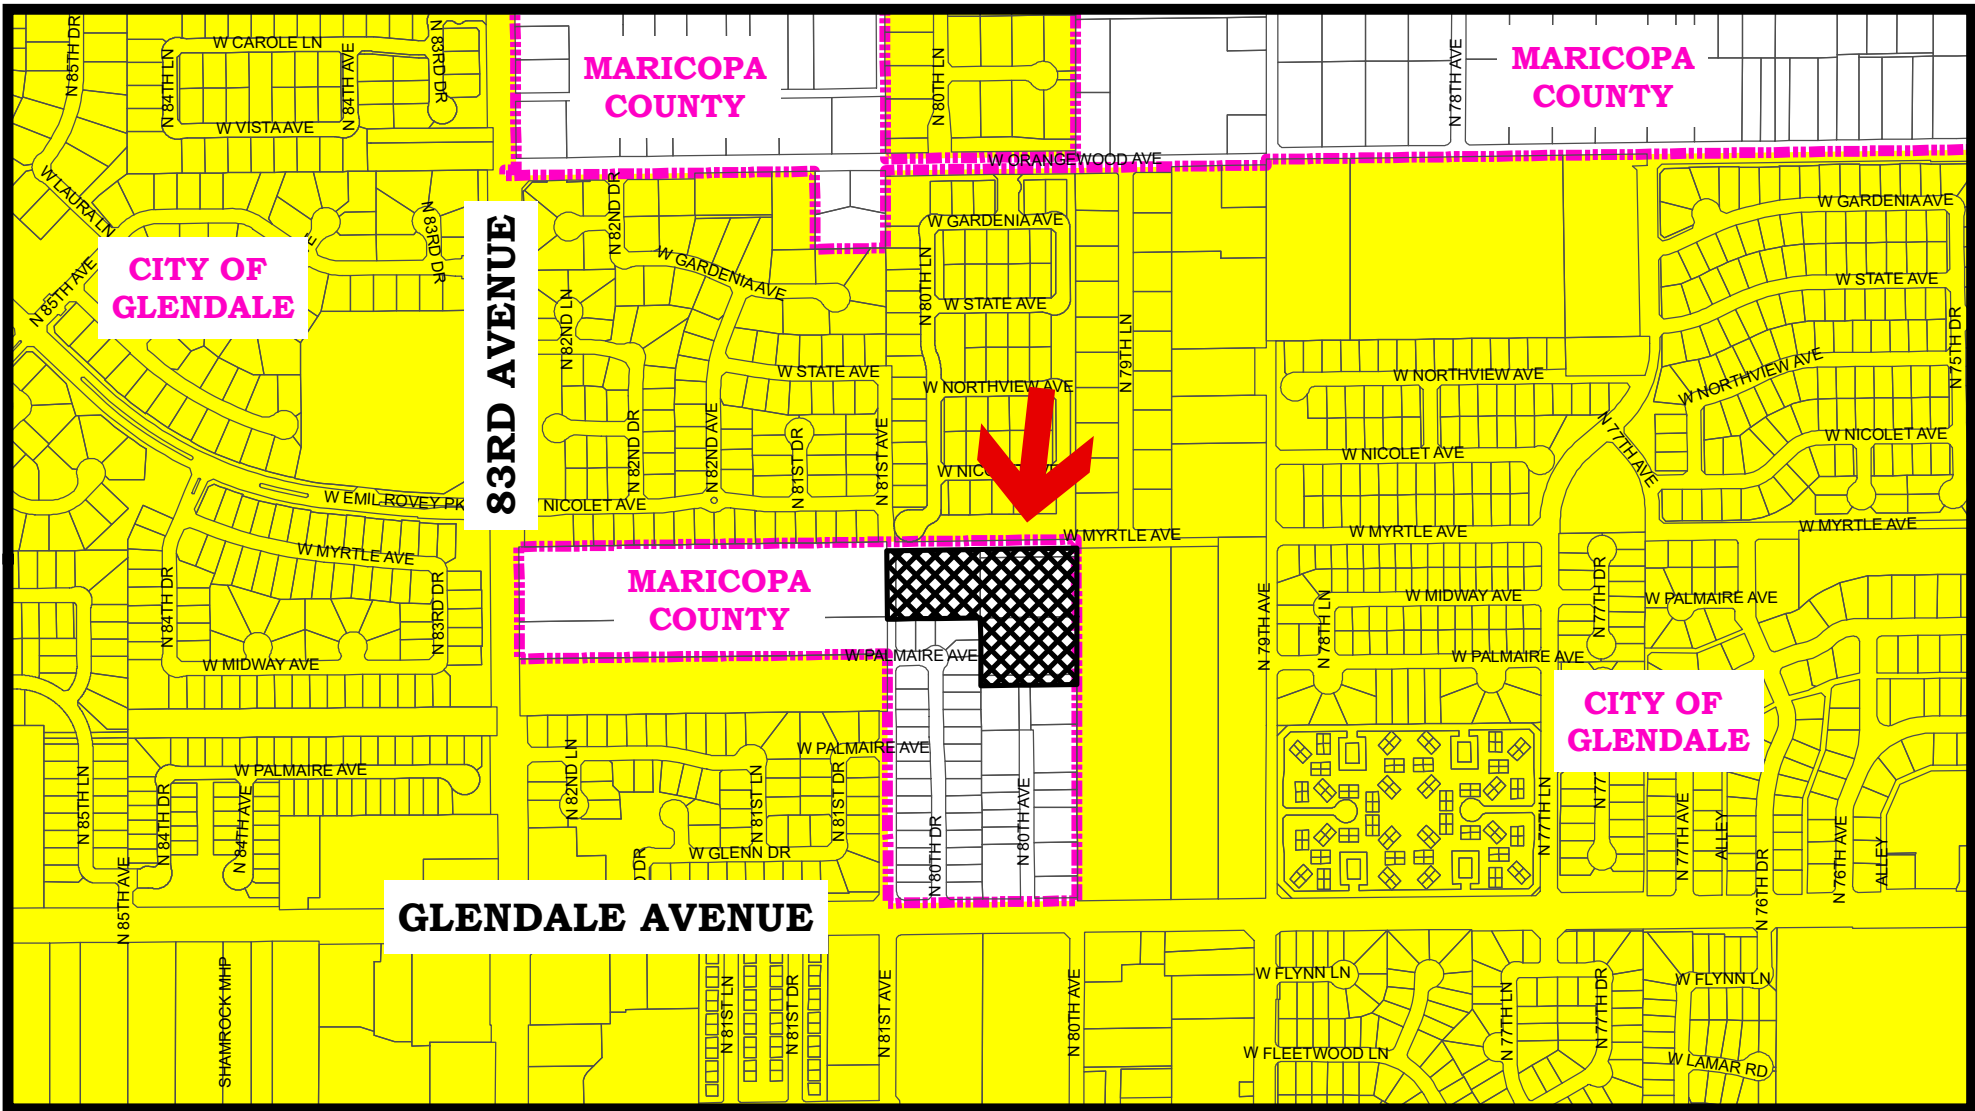 N 85TH DR
W CAROLE LN
N 84TH LN
N 84TH AVE
N 83RD DR
W VISTA AVE
MARICOPA
COUNTY
N 80TH LN
N 78TH AVE
MARICOPA
COUNTY
W ORANGEWOOD AVE
W LAURA LN
N 83RD DR
N 82ND DR
W GARDENIA AVE
W GARDENIA AVE
W GARDENIA AVE
CITY OF
GLENDALE
N 85TH AVE
83RD AVENUE
N 82ND LN
N 80TH LN
W STATE AVE
N 79TH LN
W STATE AVE
N 75TH DR
W STATE AVE
W NORTHVIEW AVE
W NORTHVIEW AVE
W NORTHVIEW AVE
N 82ND DR
N 82ND AVE
N 81ST DR
N 81ST AVE
W NICOLET AVE
N 77TH AVE
W NICOLET AVE
W EMIL ROVEY PK
NICOLET AVE
W MYRTLE AVE
W MYRTLE AVE
W MYRTLE AVE
W MYRTLE AVE
N 84TH DR
N 83RD DR
MARICOPA
COUNTY
N 79TH AVE
N 78TH LN
W MIDWAY AVE
N 77TH DR
W PALMAIRE AVE
W MIDWAY AVE
W PALMAIRE AVE
W PALMAIRE AVE
CITY OF
GLENDALE
W PALMAIRE AVE
W PALMAIRE AVE
N 85TH LN
N 84TH DR
N 84TH AVE
N 82ND LN
N 81ST LN
N 81ST DR
N 80TH DR
N 80TH AVE
N 77TH LN
N 77
N 77TH AVE
ALLEY
N 76TH DR
N 76TH AVE
ALLEY
W GLENN DR
DR
N 85TH AVE
GLENDALE AVENUE
SHAMROCK MHP
N 81ST LN
N 81ST DR
N 81ST AVE
N 80TH AVE
W FLYNN LN
N 77TH LN
N 77TH DR
W FLYNN LN
W FLEETWOOD LN
W LAMAR RD